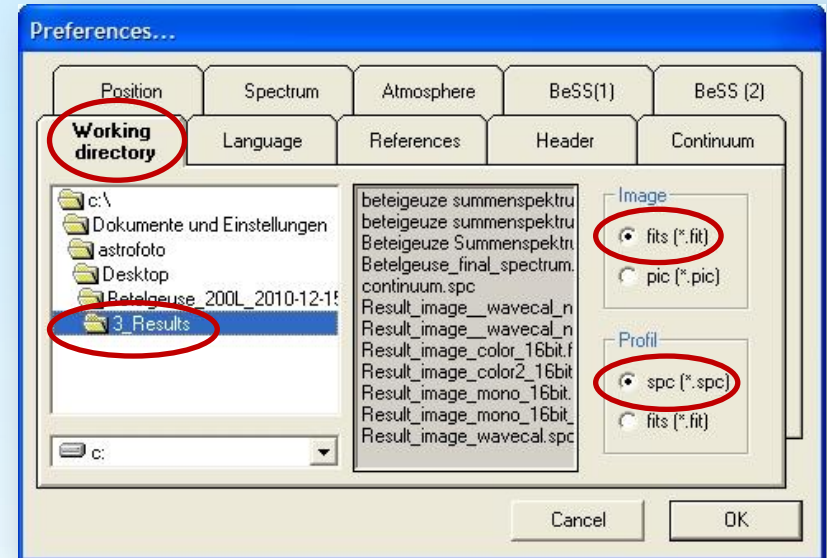 Preferences...
Position
Spectrum
Atmosphere
BeSS(1)
BeSS (2)
Working
directory
Language
References
Header
Continuum
c:\
Dokumente und Einstellungen
astrofoto
Desktop
Betelgeuse_200L_2010-12-15
3_Results
c:
beteigeuze summenspektru
beteigeuze summenspektru
Beteigeuze Summenspektru
Betelgeuse_final_spectrum.
continuum.spc
Result_image__wavecal_n
Result_image__wavecal_n
Result_image_color_16bit.f
Result_image_color2_16bit
Result_image_mono_16bit.
Result_image_mono_16bit_
Result_image_wavecal.spc
Image
fits (*.fit)
pic (*.pic)
Profil
spc (*.spc)
fits (*.fit)
Cancel
OK